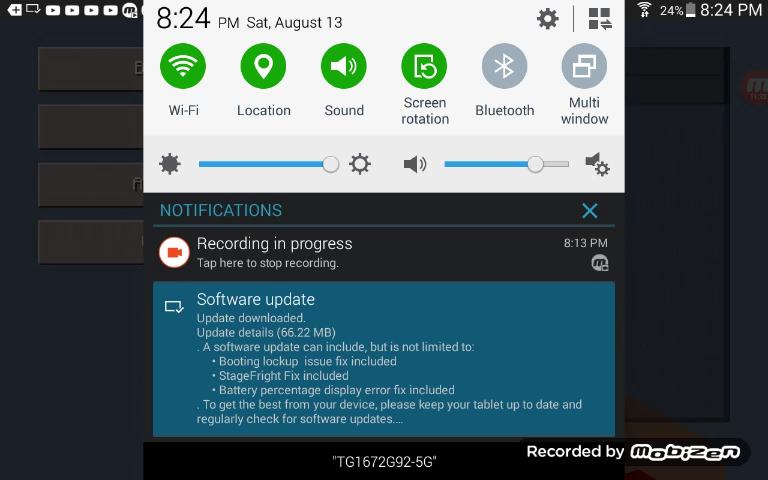 8:24 PM Sat, August 13
24% 8:24 PM
Wi-Fi
Location
Sound
Screen rotation
Bluetooth
Multi window
NOTIFICATIONS
Recording in progress
8:13 PM
Tap here to stop recording.
Software update
Update downloaded.
Update details (66.22 MB)
. A software update can include, but is not limited to:
• Booting lockup issue fix included
• StageFright Fix included
• Battery percentage display error fix included
. To get the best from your device, please keep your tablet up to date and
regularly check for software updates....
"TG1672G92-5G"
Recorded by mobizen